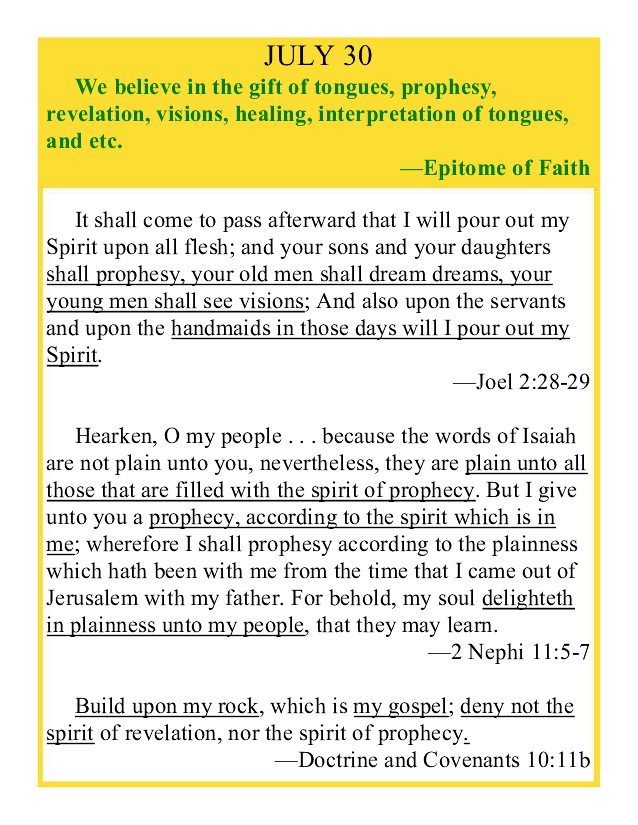 JULY 30
We believe in the gift of tongues, prophesy,
revelation, visions, healing, interpretation of tongues,
and etc.
—Epitome of Faith
It shall come to pass afterward that I will pour out my
Spirit upon all flesh; and your sons and your daughters
shall prophesy, your old men shall dream dreams, your
young men shall see visions; And also upon the servants
and upon the handmaids in those days will I pour out my
Spirit.
—Joel 2:28-29
Hearken, O my people . . . because the words of Isaiah
are not plain unto you, nevertheless, they are plain unto all
those that are filled with the spirit of prophecy. But I give
unto you a prophecy, according to the spirit which is in
me; wherefore I shall prophesy according to the plainness
which hath been with me from the time that I came out of
Jerusalem with my father. For behold, my soul delighteth
in plainness unto my people, that they may learn.
—2 Nephi 11:5-7
Build upon my rock, which is my gospel; deny not the
spirit of revelation, nor the spirit of prophecy.
—Doctrine and Covenants 10:11b